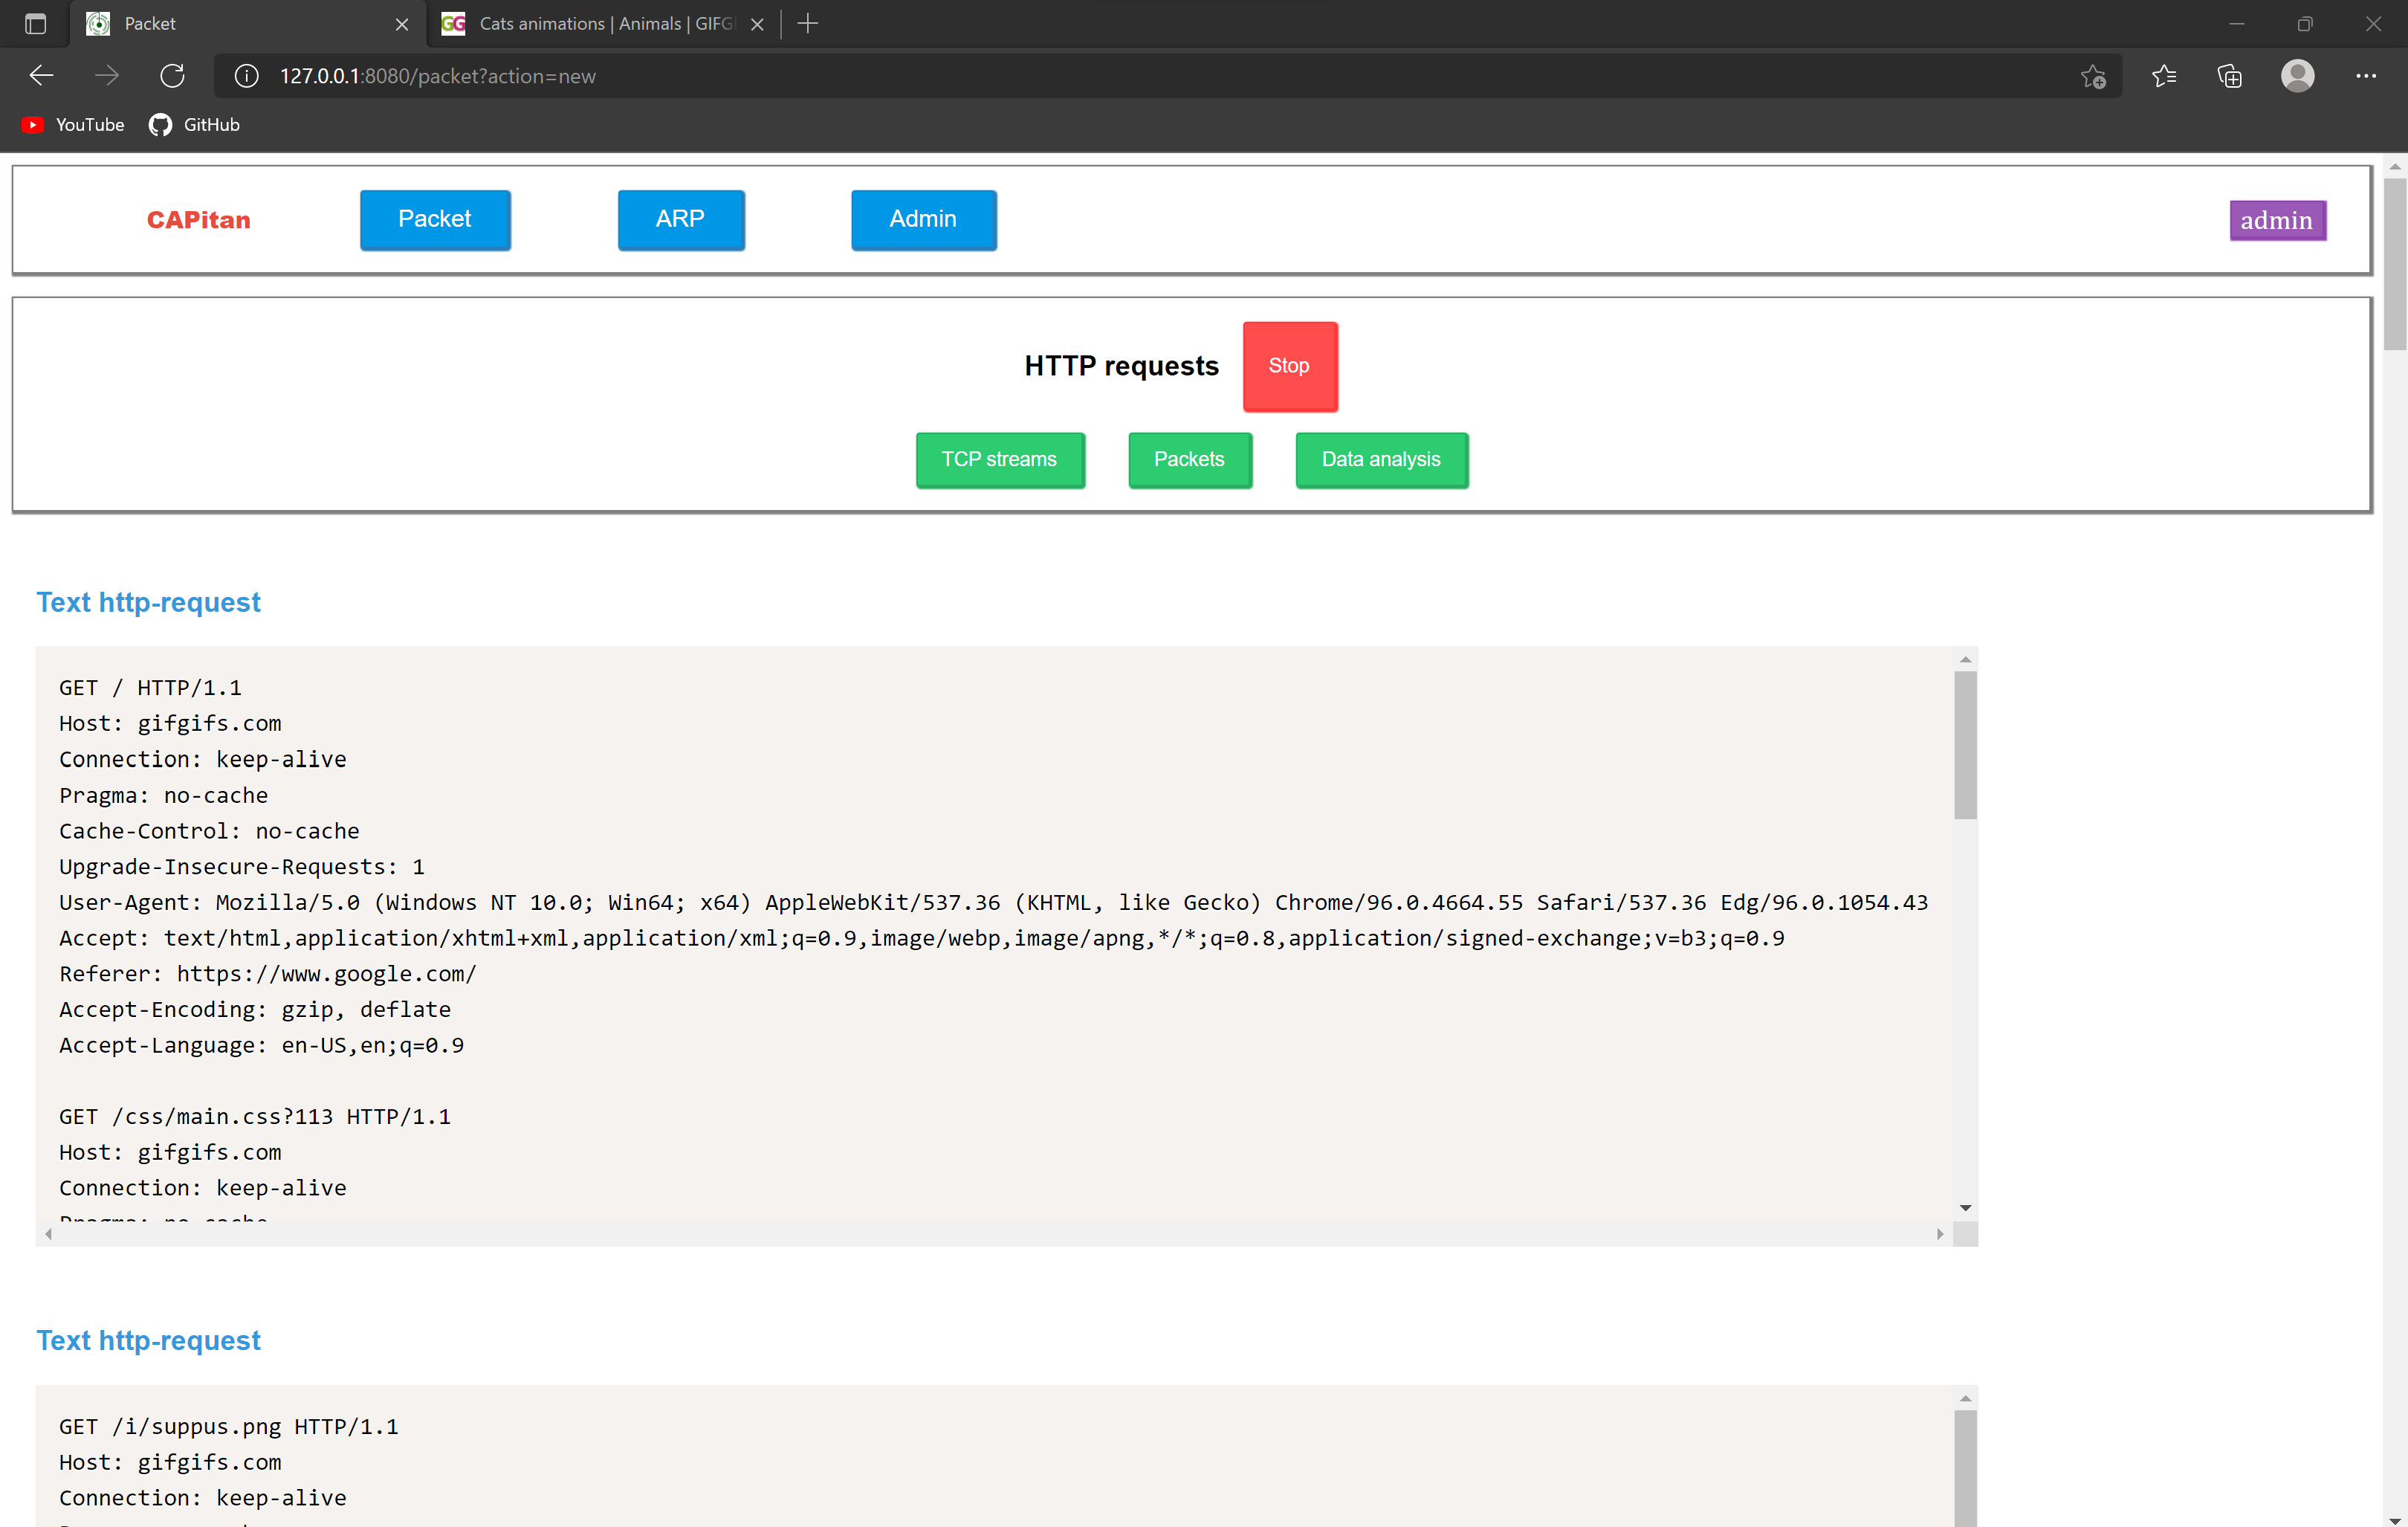 Packet
Cats animations | Animals | GIFG
127.0.0.1:8080/packet?action=new
YouTube
GitHub
CAPitan
Packet
ARP
Admin
admin
HTTP requests
Stop
TCP streams
Packets
Data analysis
Text http-request
GET / HTTP/1.1
Host: gifgifs.com
Connection: keep-alive
Pragma: no-cache
Cache-Control: no-cache
Upgrade-Insecure-Requests: 1
User-Agent: Mozilla/5.0 (Windows NT 10.0; Win64; x64) AppleWebKit/537.36 (KHTML, like Gecko) Chrome/96.0.4664.55 Safari/537.36 Edg/96.0.1054.43
Accept: text/html,application/xhtml+xml,application/xml;q=0.9,image/webp,image/apng,*/*;q=0.8,application/signed-exchange;v=b3;q=0.9
Referer: https://www.google.com/
Accept-Encoding: gzip, deflate
Accept-Language: en-US,en;q=0.9
GET /css/main.css?113 HTTP/1.1
Host: gifgifs.com
Connection: keep-alive
Pragma: no-cache
Text http-request
GET /i/suppus.png HTTP/1.1
Host: gifgifs.com
Connection: keep-alive